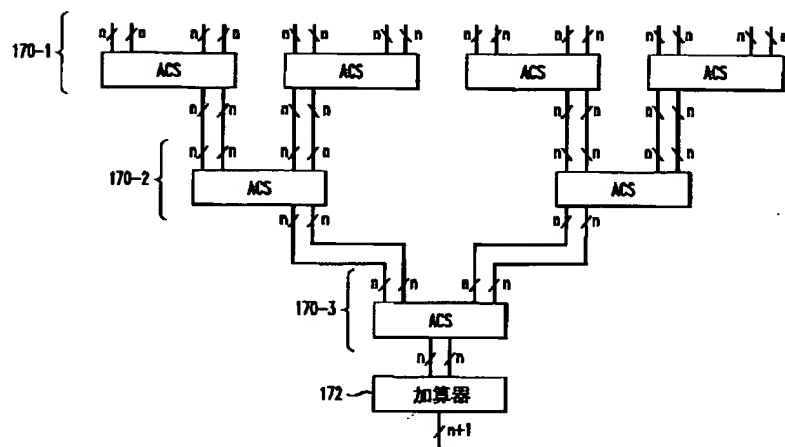 n n n n n n n n n n n n n n n n
170-1
ACS ACS ACS ACS
n n n n n n n n
n n n n n n n n
170-2
ACS ACS
n n n n
n n n n
170-3
ACS
n n
172 加算器
n+1